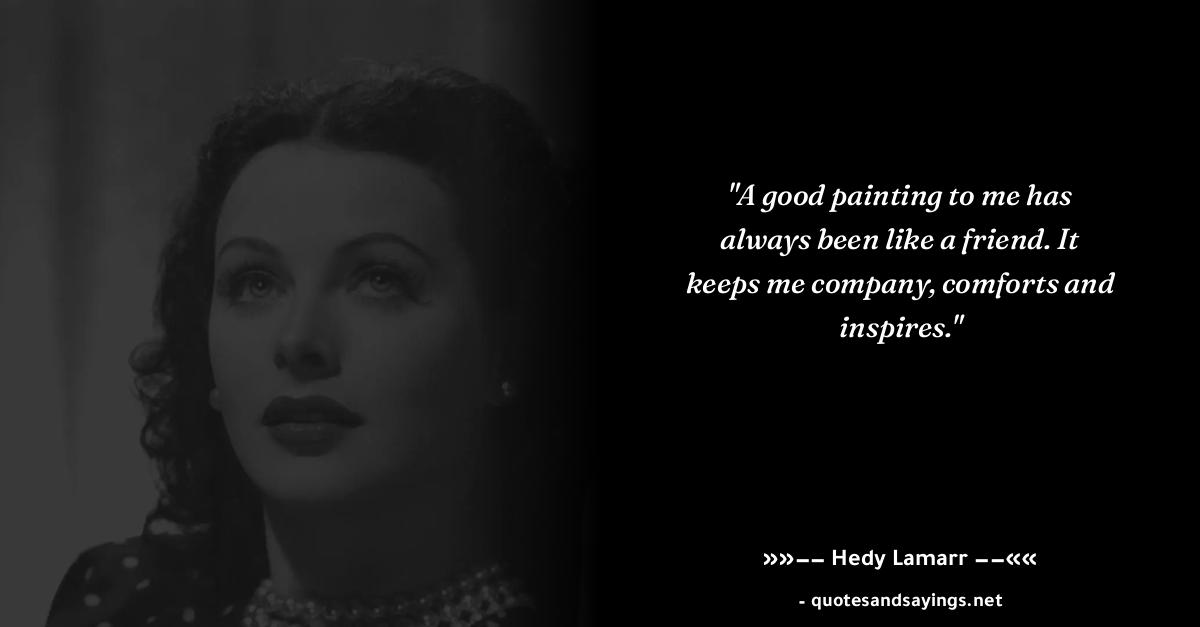 "A good painting to me has
always been like a friend. It
keeps me company, comforts and
inspires."
»»−− Hedy Lamarr −−««
- quotesandsayings.net